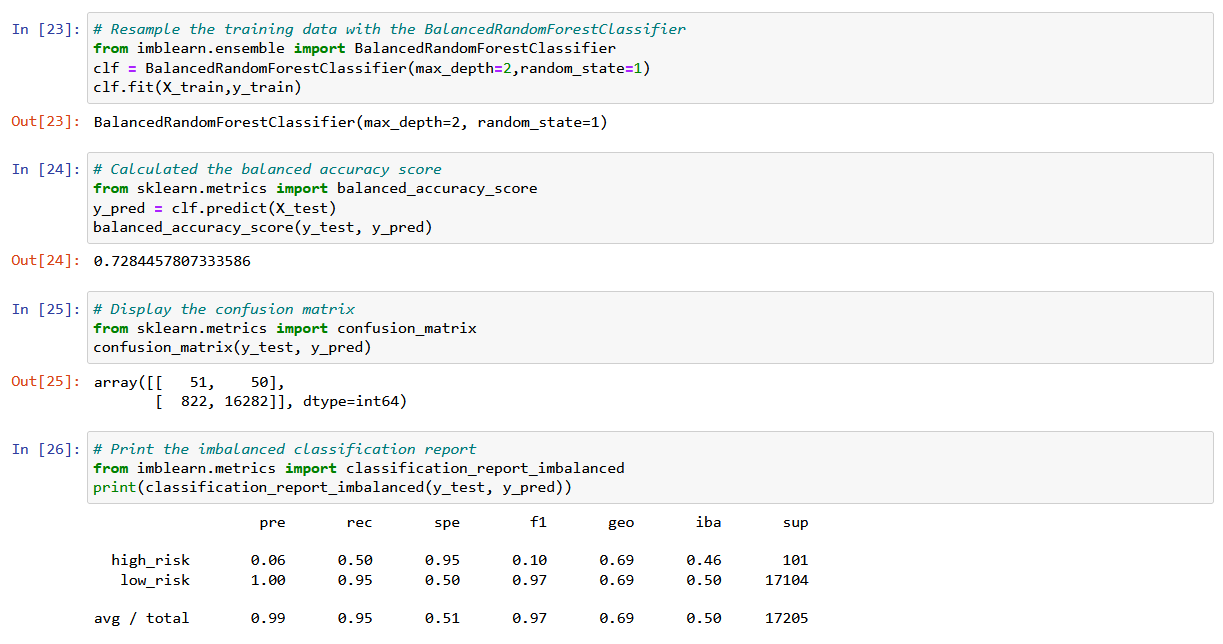 In [23]: # Resample the training data with the BalancedRandomForestClassifier
from imblearn.ensemble import BalancedRandomForestClassifier
clf = BalancedRandomForestClassifier(max_depth=2,random_state=1)
clf.fit(X_train,y_train)
Out[23]: BalancedRandomForestClassifier(max_depth=2, random_state=1)
In [24]: # Calculated the balanced accuracy score
from sklearn.metrics import balanced_accuracy_score
y_pred = clf.predict(X_test)
balanced_accuracy_score(y_test, y_pred)
Out[24]: 0.7284457807333586
In [25]: # Display the confusion matrix
from sklearn.metrics import confusion_matrix
confusion_matrix(y_test, y_pred)
Out[25]: array([[   51,    50],
       [  822, 16282]], dtype=int64)
In [26]: # Print the imbalanced classification report
from imblearn.metrics import classification_report_imbalanced
print(classification_report_imbalanced(y_test, y_pred))
                   pre       rec       spe        f1       geo       iba       sup
  high_risk       0.06      0.50      0.95      0.10      0.69      0.46       101
   low_risk       1.00      0.95      0.50      0.97      0.69      0.50     17104
avg / total       0.99      0.95      0.51      0.97      0.69      0.50     17205